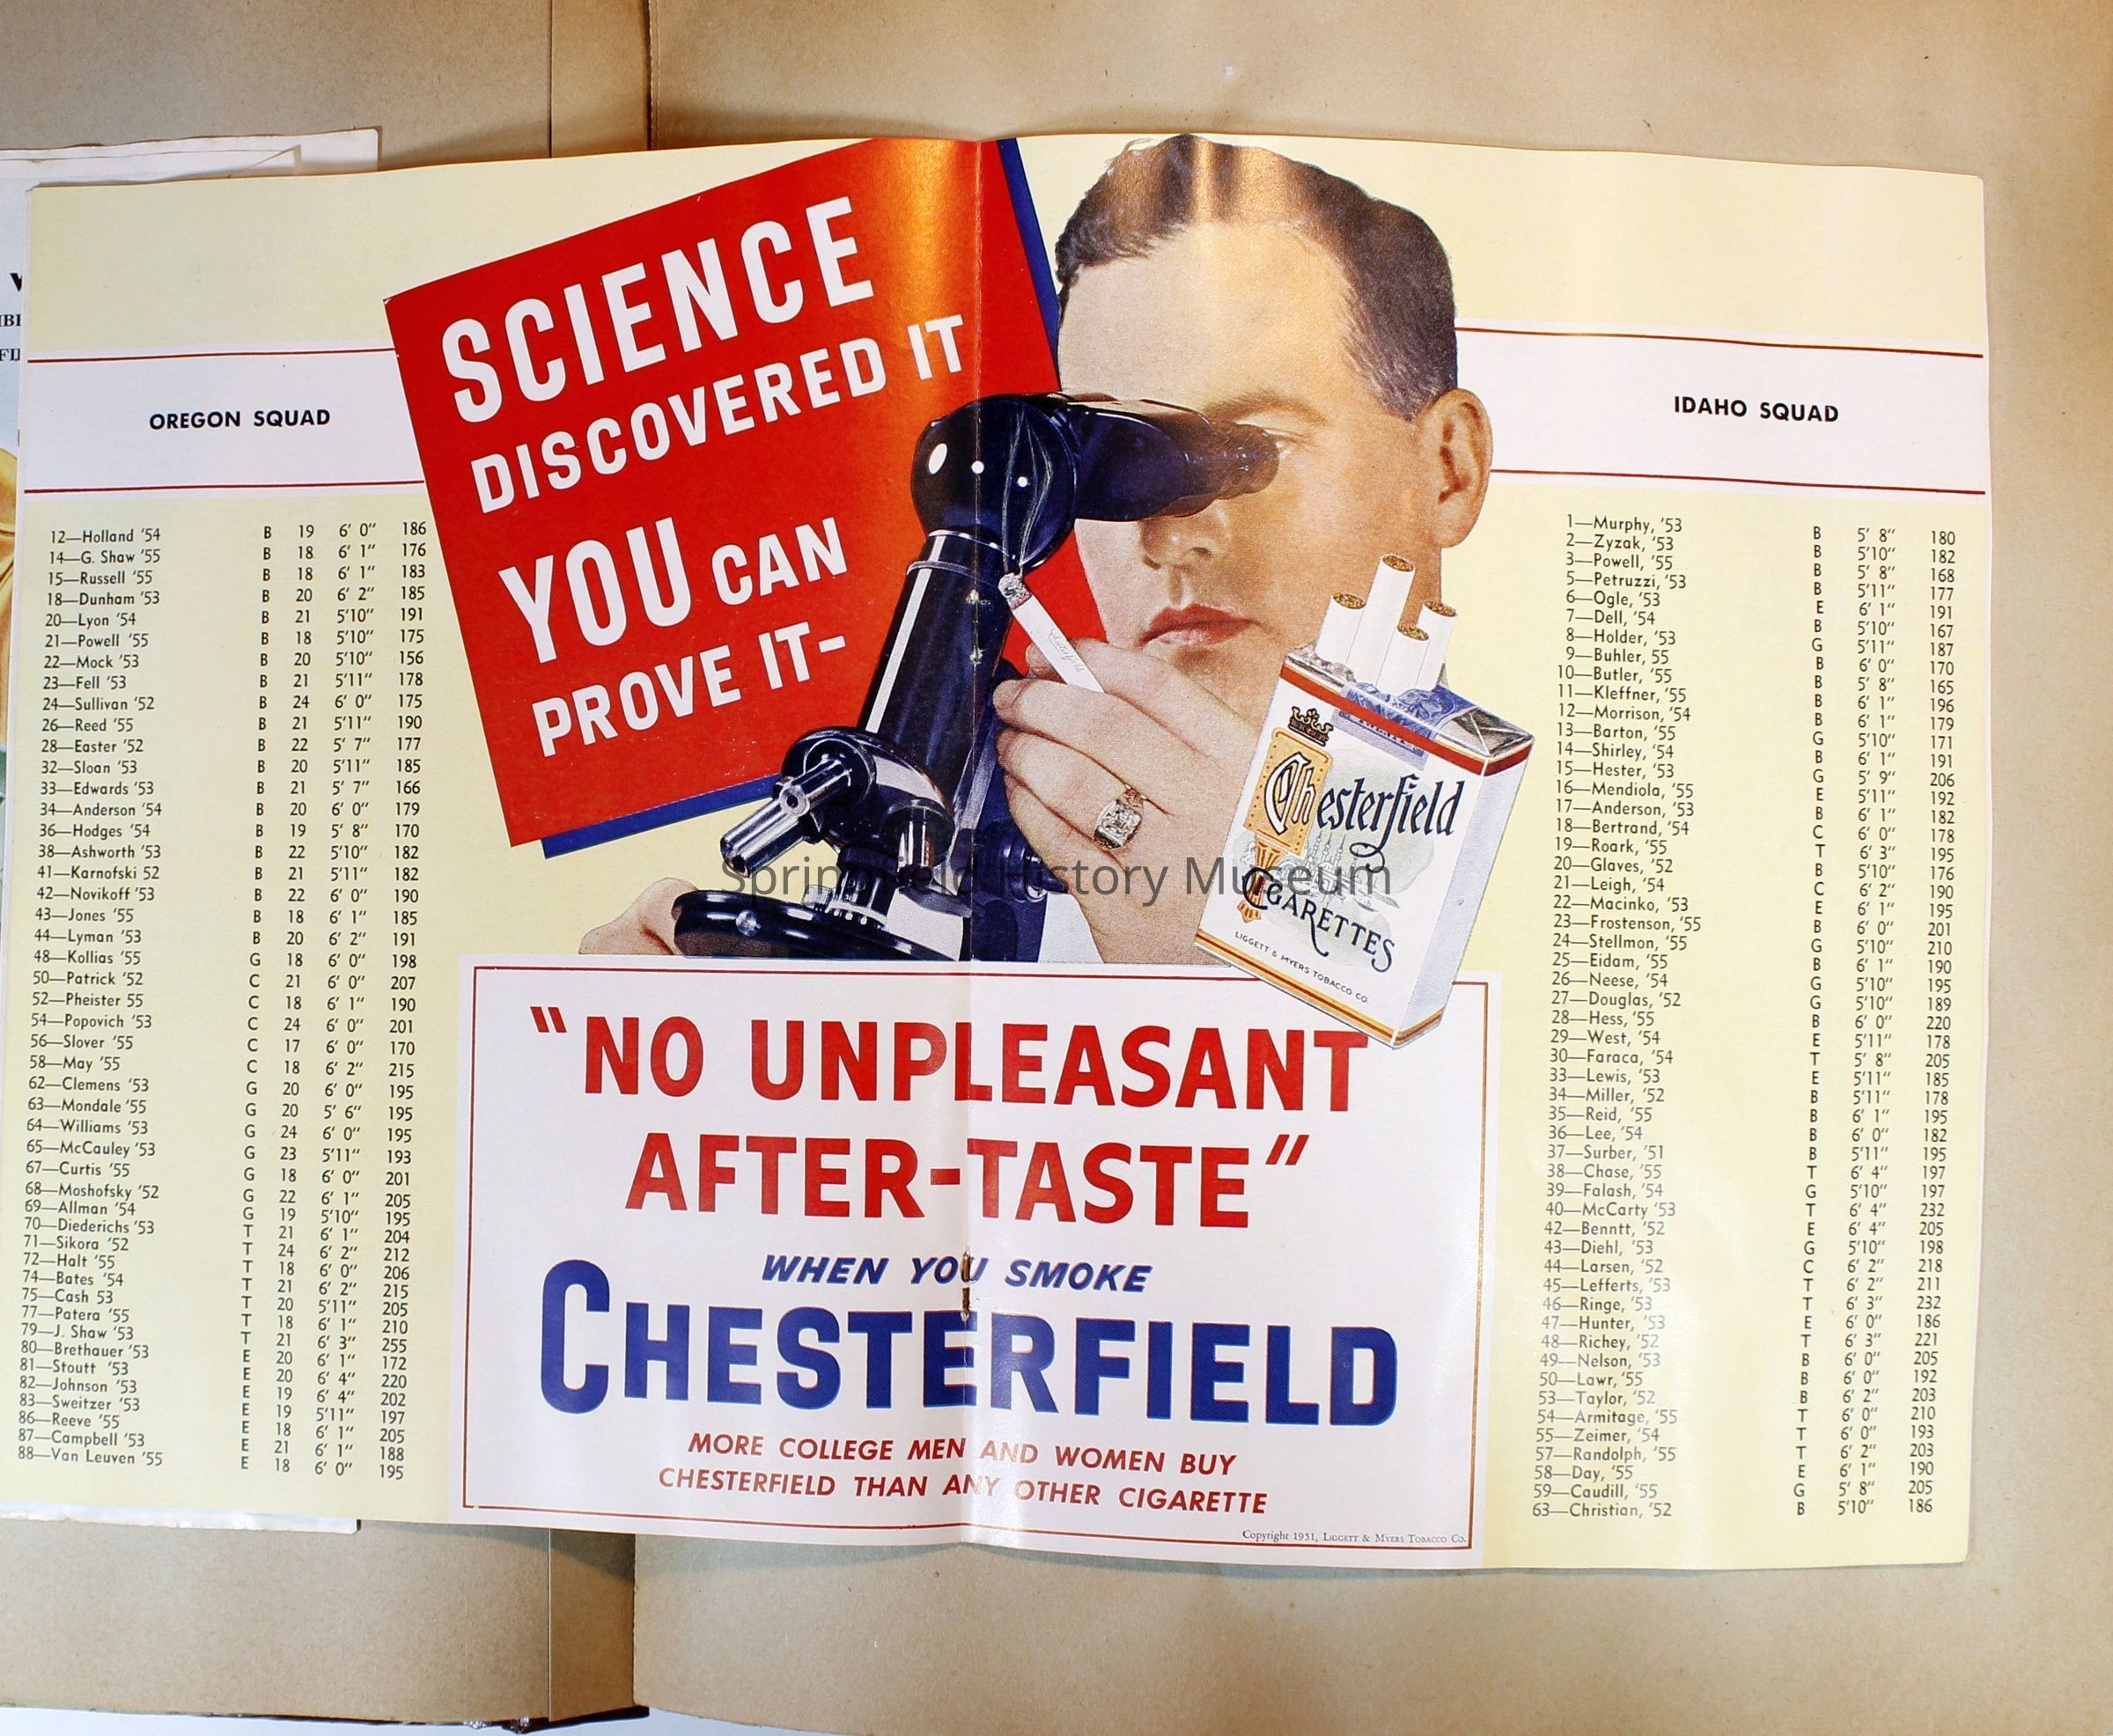 OREGON SQUAD
12—Holland '54 B 19 6' 0" 186
14—G. Shaw '55 B 18 6' 1" 176
15—Russell '55 B 18 6' 1" 183
18—Dunham '53 B 20 6' 2" 185
20—Lyon '54 B 21 5'10" 191
21—Powell '55 B 18 5'10" 175
22—Mock '53 B 20 5'10" 156
23—Fell '53 B 21 5'11" 178
24—Sullivan '52 B 24 6' 0" 175
26—Reed '55 B 21 5'11" 190
28—Easter '52 B 22 5' 7" 177
32—Sloan '53 B 20 5'11" 185
33—Edwards '53 B 21 5' 7" 166
34—Anderson '54 B 20 6' 0" 179
36—Hodges '54 B 19 5' 8" 170
38—Ashworth '53 B 22 5'10" 182
41—Karnofski 52 B 21 5'11" 182
42—Novikoff '53 B 22 6' 0" 190
43—Jones '55 B 18 6' 1" 185
44—Lyman '53 B 20 6' 2" 191
48—Kollias '55 G 18 6' 0" 198
50—Patrick '52 C 21 6' 0" 207
52—Pheister 55 C 18 6' 1" 190
54—Popovich '53 C 24 6' 0" 201
56—Slover '55 C 17 6' 0" 170
58—May '55 C 18 6' 2" 215
62—Clemens '53 G 20 6' 0" 195
63—Mondale '55 G 20 5' 6" 195
64—Williams '53 G 24 6' 0" 195
65—McCauley '53 G 23 5'11" 193
67—Curtis '55 G 18 6' 0" 201
68—Moshofsky '52 G 22 6' 1" 205
69—Allman '54 G 19 5'10" 195
70—Diederichs '53 T 21 6' 1" 204
71—Sikora '52 T 24 6' 2" 212
72—Halt '55 T 18 6' 0" 206
74—Bates '54 T 21 6' 2" 215
75—Cash 53 T 20 5'11" 205
77—Patera '55 T 18 6' 1" 210
79—J. Shaw '53 T 21 6' 3" 255
80—Brethauer '53 E 20 6' 1" 172
81—Stoutt '53 E 20 6' 4" 220
82—Johnson '53 E 19 6' 4" 202
83—Sweitzer '53 E 19 5'11" 197
86—Reeve '55 E 18 6' 1" 205
87—Campbell '53 E 21 6' 1" 188
88—Van Leuven '55 E 18 6' 0" 195
SCIENCE
DISCOVERED IT
YOU CAN
PROVE IT-
Chesterfield
Chesterfield
CIGARETTES
LIGGETT & MYERS TOBACCO CO.
Springfield History Museum
"NO UNPLEASANT
AFTER-TASTE"
WHEN YOU SMOKE
CHESTERFIELD
MORE COLLEGE MEN AND WOMEN BUY
CHESTERFIELD THAN ANY OTHER CIGARETTE
Copyright 1951, LIGGETT & MYERS TOBACCO CO.
IDAHO SQUAD
1—Murphy, '53 B 5' 8" 180
2—Zyzak, '53 B 5'10" 182
3—Powell, '55 B 5' 8" 168
5—Petruzzi, '53 B 5'11" 177
6—Ogle, '53 E 6' 1" 191
7—Dell, '54 B 5'10" 167
8—Holder, '53 G 5'11" 187
9—Buhler, 55 B 6' 0" 170
10—Butler, '55 B 5' 8" 165
11—Kleffner, '55 B 6' 1" 196
12—Morrison, '54 B 6' 1" 179
13—Barton, '55 G 5'10" 171
14—Shirley, '54 B 6' 1" 191
15—Hester, '53 G 5' 9" 206
16—Mendiola, '55 E 5'11" 192
17—Anderson, '53 B 6' 1" 182
18—Bertrand, '54 C 6' 0" 178
19—Roark, '55 T 6' 3" 195
20—Glaves, '52 B 5'10" 176
21—Leigh, '54 C 6' 2" 190
22—Macinko, '53 E 6' 1" 195
23—Frostenson, '55 B 6' 0" 201
24—Stellmon, '55 G 5'10" 210
25—Eidam, '55 B 6' 1" 190
26—Neese, '54 G 5'10" 195
27—Douglas, '52 G 5'10" 189
28—Hess, '55 B 6' 0" 220
29—West, '54 E 5'11" 178
30—Faraca, '54 T 5' 8" 205
33—Lewis, '53 E 5'11" 185
34—Miller, '52 B 5'11" 178
35—Reid, '55 B 6' 1" 195
36—Lee, '54 B 6' 0" 182
37—Surber, '51 B 5'11" 195
38—Chase, '55 T 6' 4" 197
39—Falash, '54 G 5'10" 197
40—McCarty '53 T 6' 4" 232
42—Benntt, '52 E 6' 4" 205
43—Diehl, '53 G 5'10" 198
44—Larsen, '52 C 6' 2" 218
45—Lefferts, '53 T 6' 2" 211
46—Ringe, '53 T 6' 3" 232
47—Hunter, '53 E 6' 0" 186
48—Richey, '52 T 6' 3" 221
49—Nelson, '53 B 6' 0" 205
50—Lawr, '55 B 6' 0" 192
53—Taylor, '52 B 6' 2" 203
54—Armitage, '55 T 6' 0" 210
55—Zeimer, '54 T 6' 0" 193
57—Randolph, '55 T 6' 2" 203
58—Day, '55 E 6' 1" 190
59—Caudill, '55 G 5' 8" 205
63—Christian, '52 B 5'10" 186